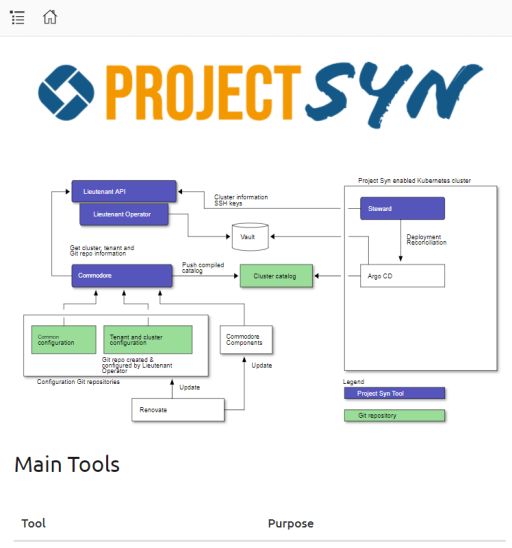 PROJECT SYN
Project Syn enabled Kubernetes cluster
Lieutenant API
Lieutenant Operator
Cluster information
SSH keys
Steward
Vault
Deployment
Reconciliation
Get cluster, tenant and
Git repo information
Push compiled
catalog
Commodore
Cluster catalog
Argo CD
Common
configuration
Tenant and cluster
configuration
Commodore
Components
Git repo created &
configured by Lieutenant
Operator
Configuration Git repositories
Update
Update
Renovate
Legend
Project Syn Tool
Git repository
Main Tools
Tool Purpose